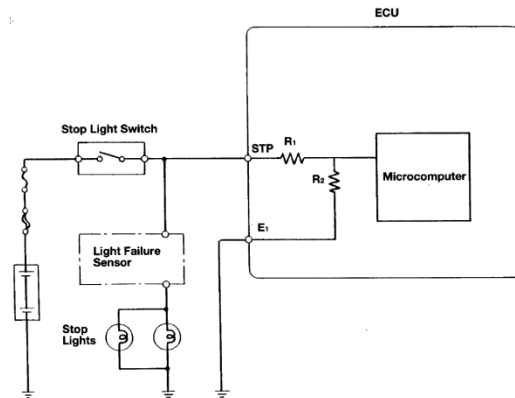 ECU
Stop Light Switch
STP
R1
R2
Microcomputer
E1
Light Failure
Sensor
Stop
Lights